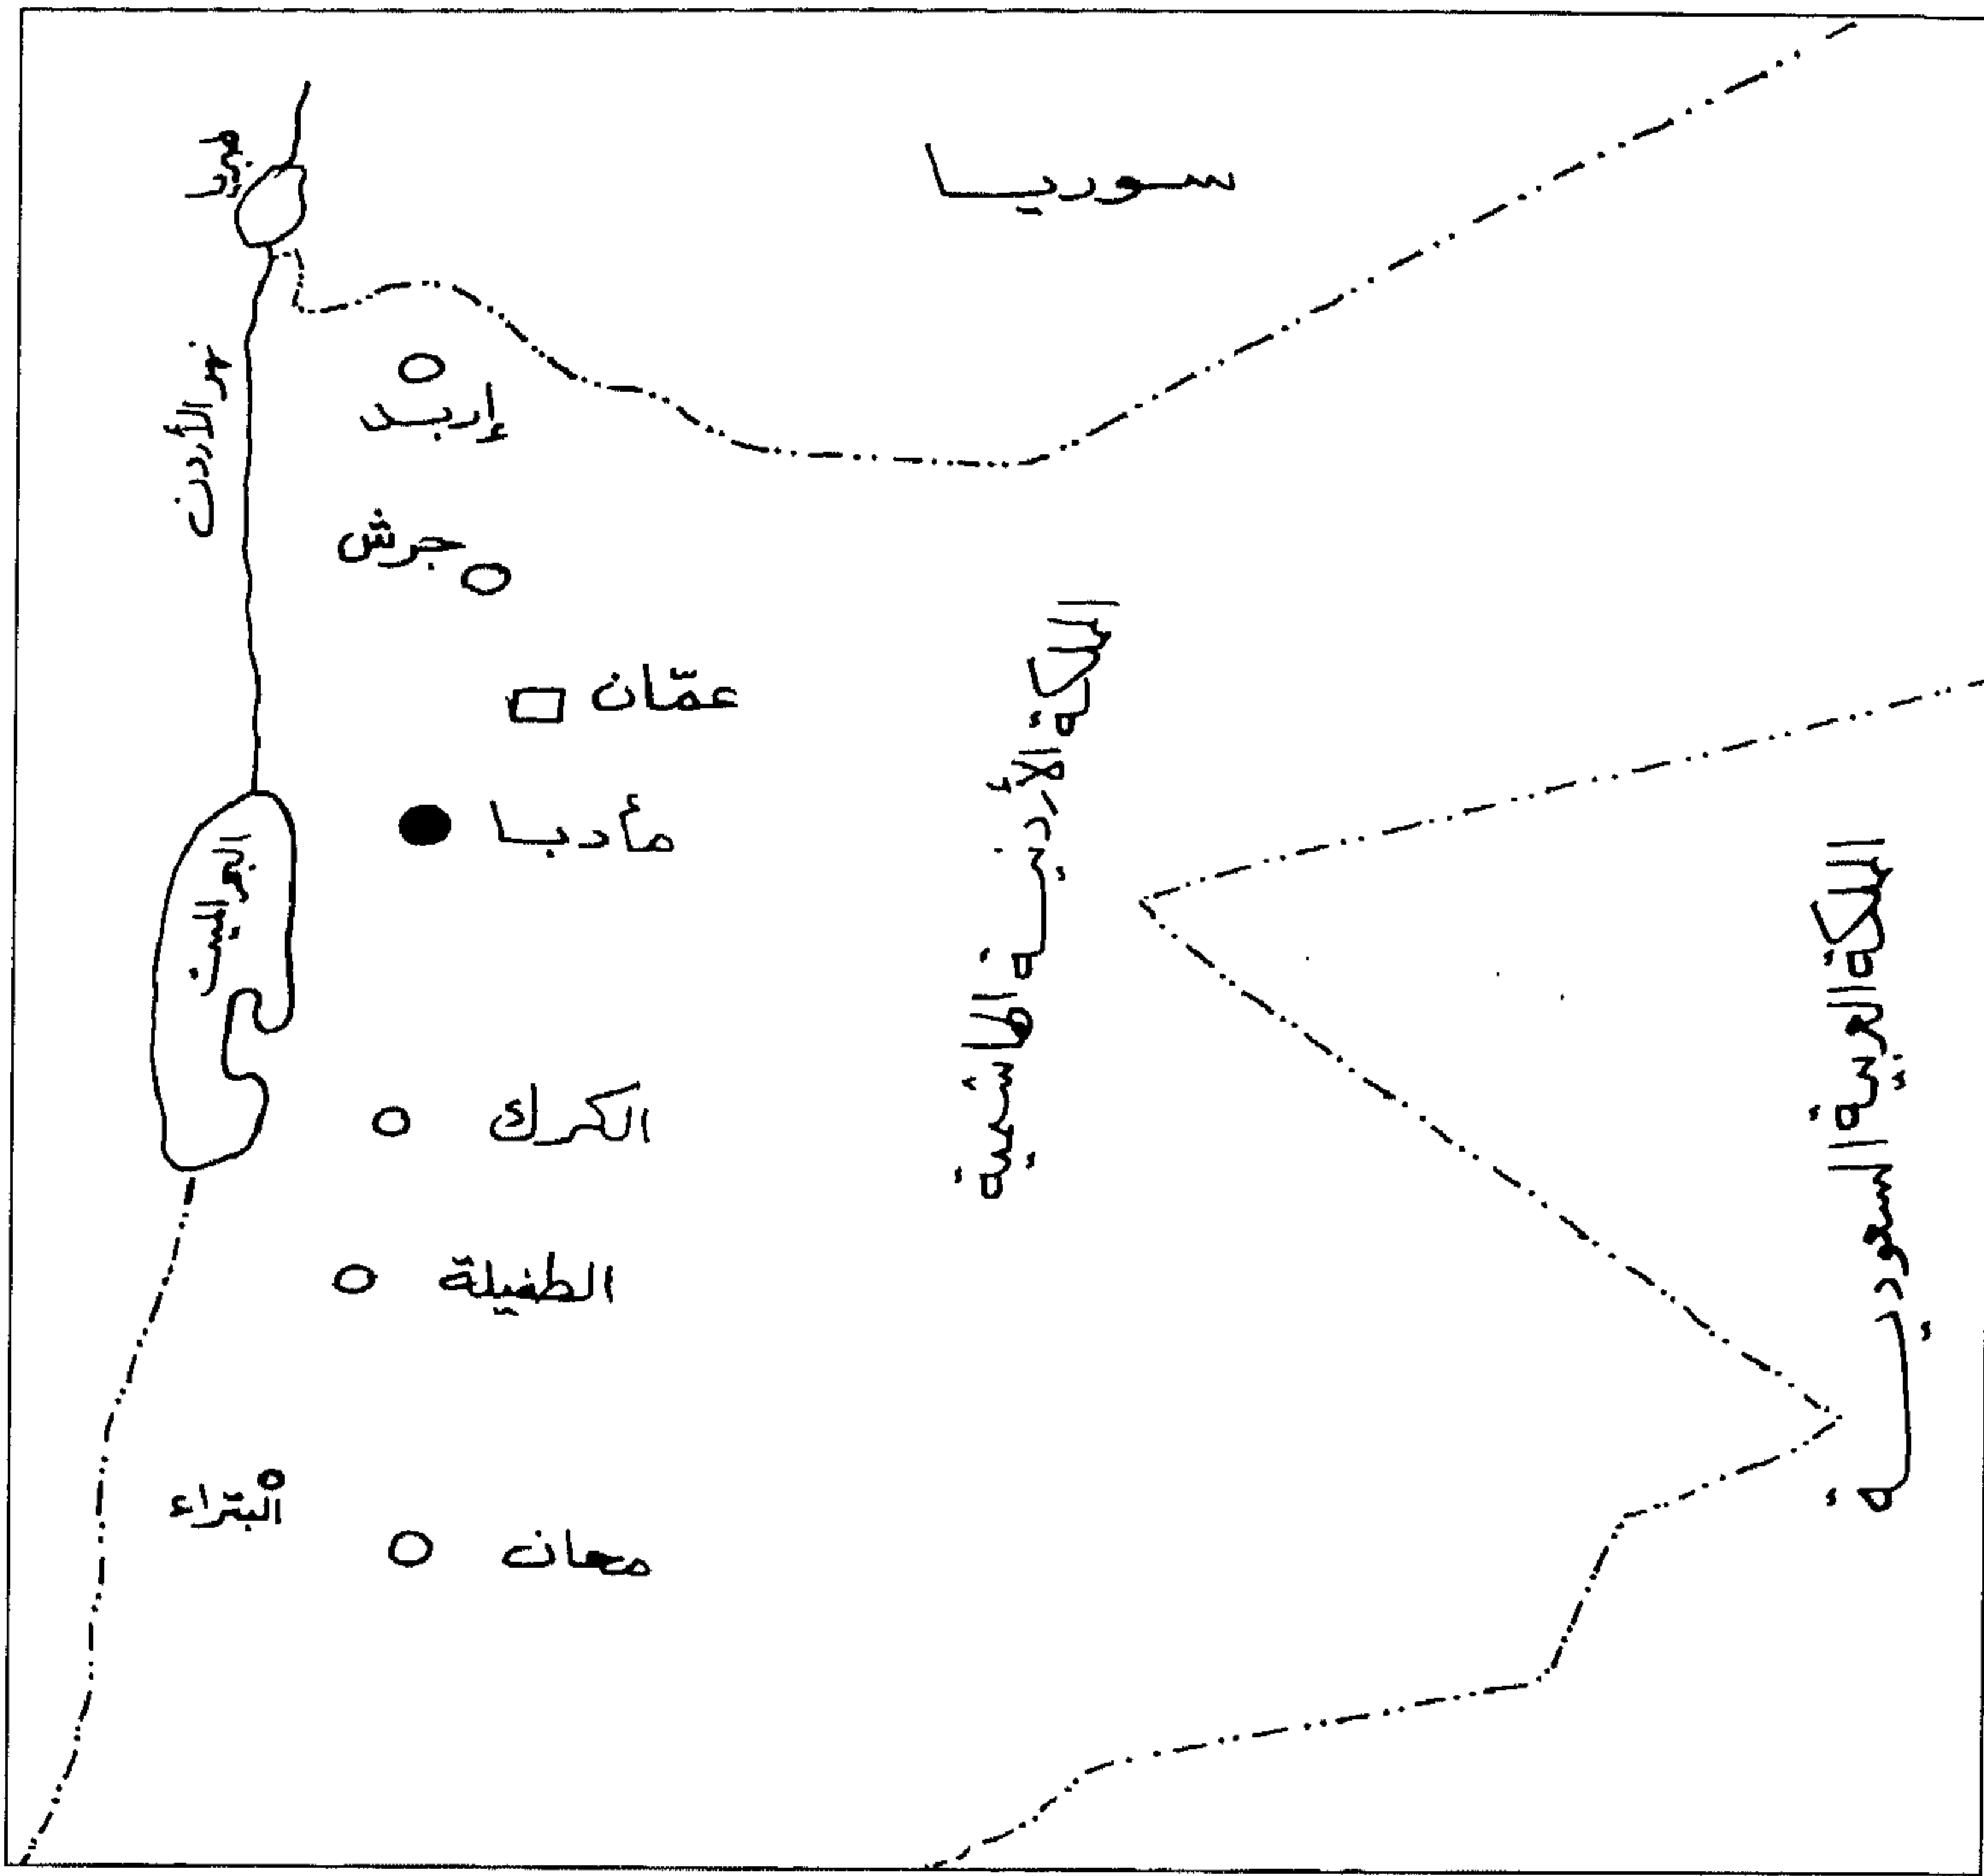 سوريا
نهر
نهر الأردن
إربد
جرش
عمّان
مأدبا
البحر الميت
المملكة الأردنية الهاشمية
المملكة العربية السعودية
الكرك
الطفيلة
البتراء
معان